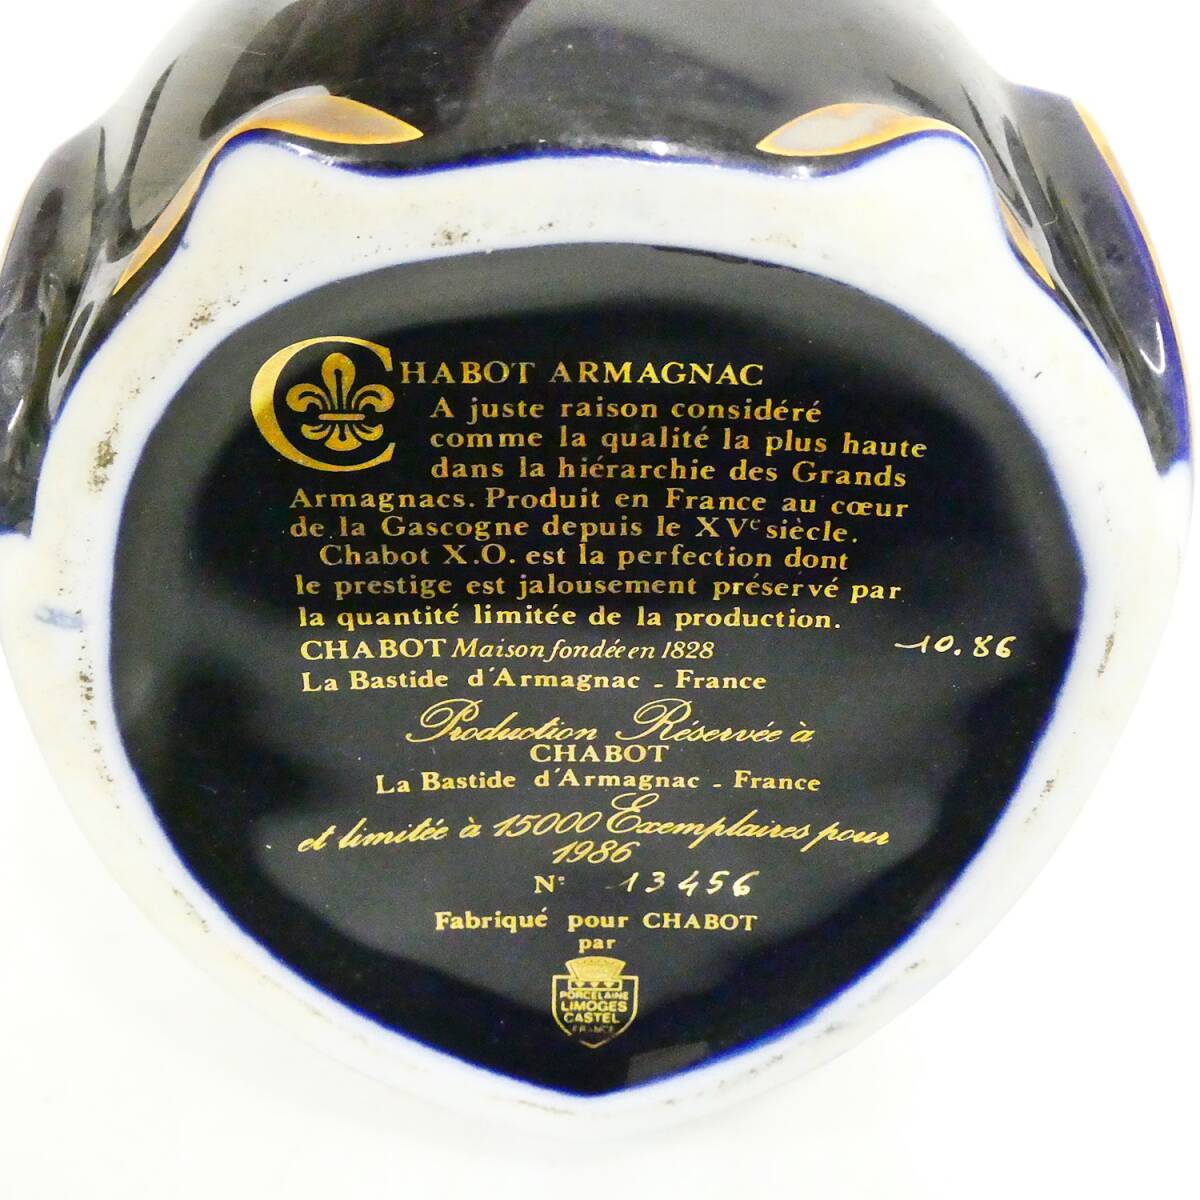 CHABOT ARMAGNAC
A juste raison considéré
comme la qualité la plus haute
dans la hiérarchie des Grands
Armagnacs. Produit en France au cœur
de la Gascogne depuis le XVe siècle.
Chabot X.O. est la perfection dont
le prestige est jalousement préservé par
la quantité limitée de la production.
CHABOT Maison fondée en 1828
10.86
La Bastide d'Armagnac - France
Production Réservée à
CHABOT
La Bastide d'Armagnac - France
et limitée à 15000 Exemplaires pour
1986
N° 13456
Fabriqué pour CHABOT
par
PORCELAINE
LIMOGES
CASTEL
FRANCE